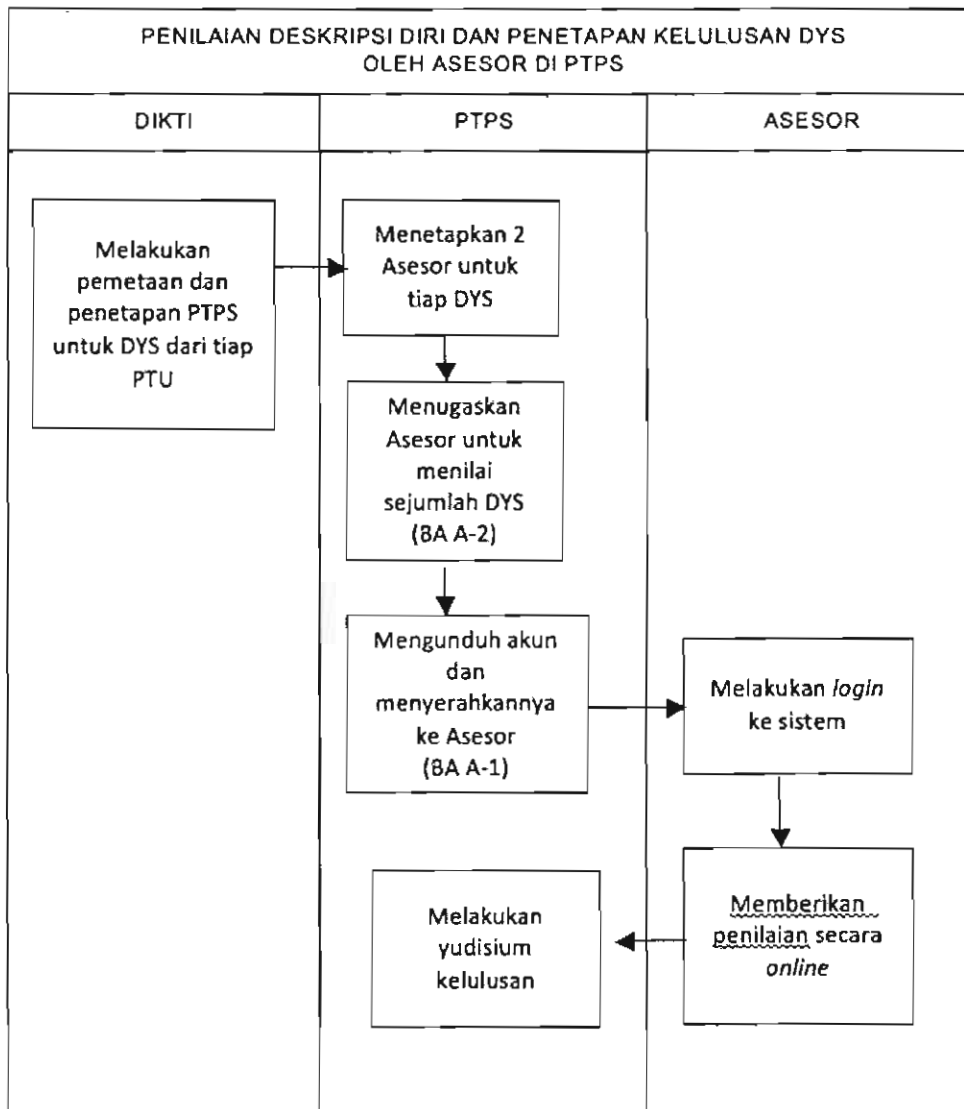 PENILAIAN DESKRIPSI DIRI DAN PENETAPAN KELULUSAN DYS
OLEH ASESOR DI PTPS
DIKTI
PTPS
ASESOR
Melakukan
pemetaan dan
penetapan PTPS
untuk DYS dari tiap
PTU
Menetapkan 2
Asesor untuk
tiap DYS
Menugaskan
Asesor untuk
menilai
sejumlah DYS
(BA A-2)
Mengunduh akun
dan
menyerahkannya
ke Asesor
(BA A-1)
Melakukan login
ke sistem
Memberikan
penilaian secara
online
Melakukan
yudisium
kelulusan